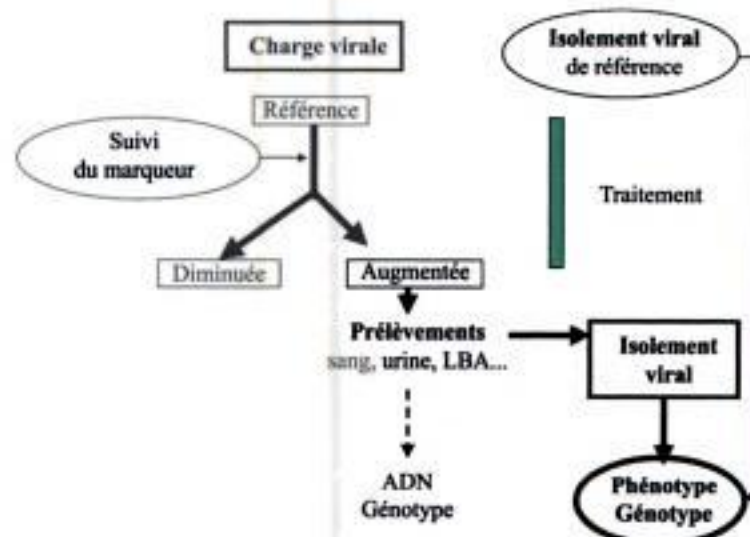 Charge virale
Isolement viral
de référence
Référence
Suivi
du marqueur
Traitement
Diminuée
Augmentée
Prélèvements
sang, urine, LBA...
Isolement
viral
ADN
Génotype
Phénotype
Génotype